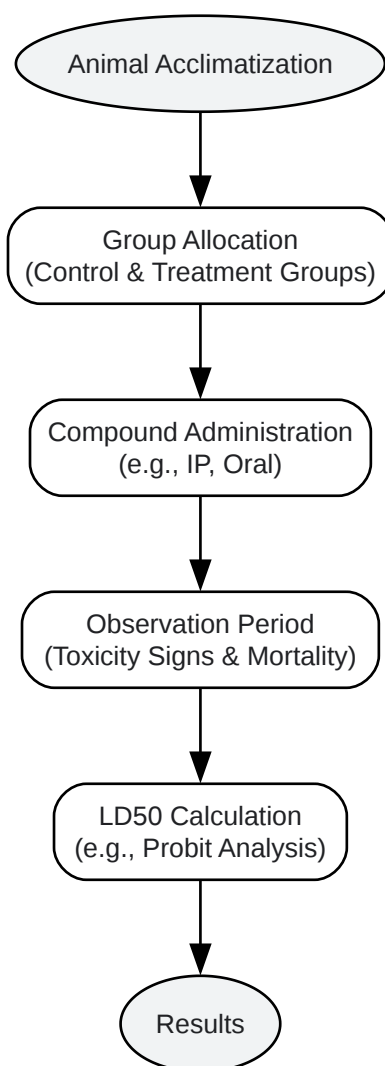 Animal Acclimatization
Group Allocation
(Control & Treatment Groups)
Compound Administration
(e.g., IP, Oral)
Observation Period
(Toxicity Signs & Mortality)
LD50 Calculation
(e.g., Probit Analysis)
Results